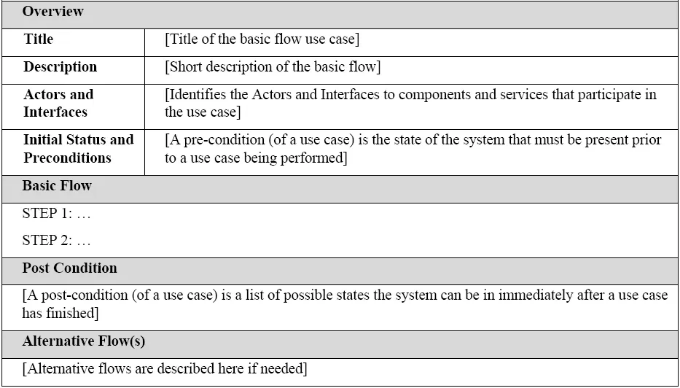 Overview
Title [Title of the basic flow use case]
Description [Short description of the basic flow]
Actors and [Identifies the Actors and Interfaces to components and services that participate in
Interfaces the use case]
Initial Status and [A pre-condition (of a use case) is the state of the system that must be present prior
Preconditions to a use case being performed]
Basic Flow
STEP 1: …
STEP 2: …
Post Condition
[A post-condition (of a use case) is a list of possible states the system can be in immediately after a use case
has finished]
Alternative Flow(s)
[Alternative flows are described here if needed]